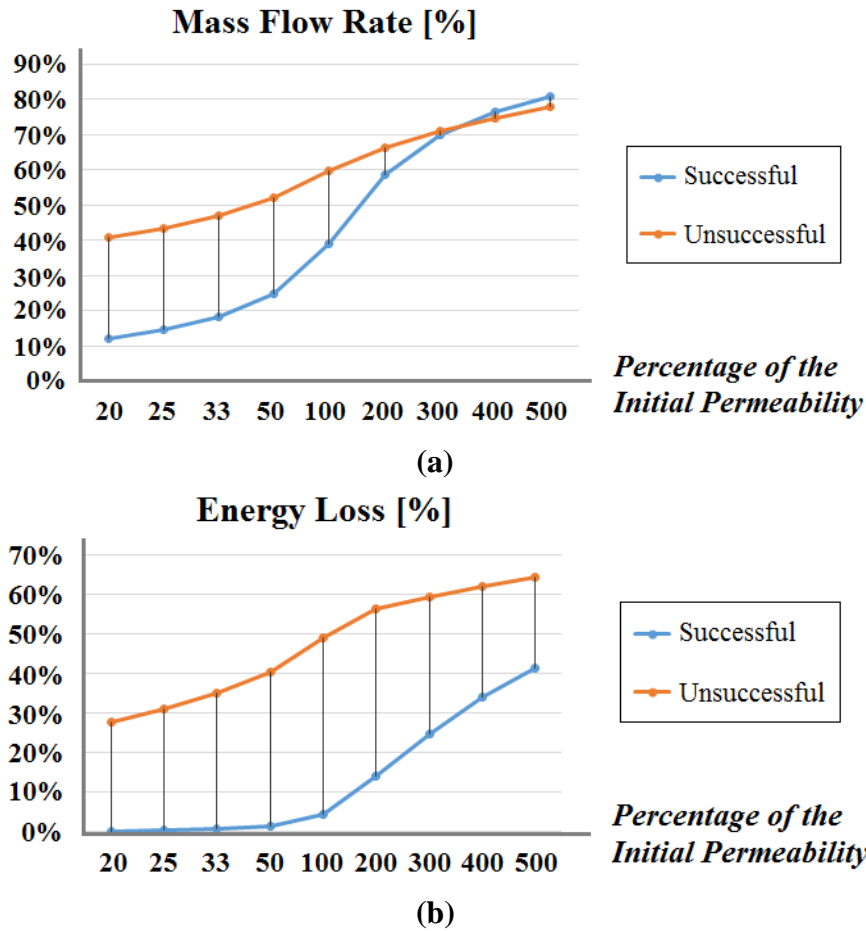 Mass Flow Rate [%]
90%
80%
70%
60%
50%
40%
30%
20%
10%
0%
20 25 33 50 100 200 300 400 500
Successful
Unsuccessful
Percentage of the
Initial Permeability
(a)
Energy Loss [%]
70%
60%
50%
40%
30%
20%
10%
0%
20 25 33 50 100 200 300 400 500
Successful
Unsuccessful
Percentage of the
Initial Permeability
(b)